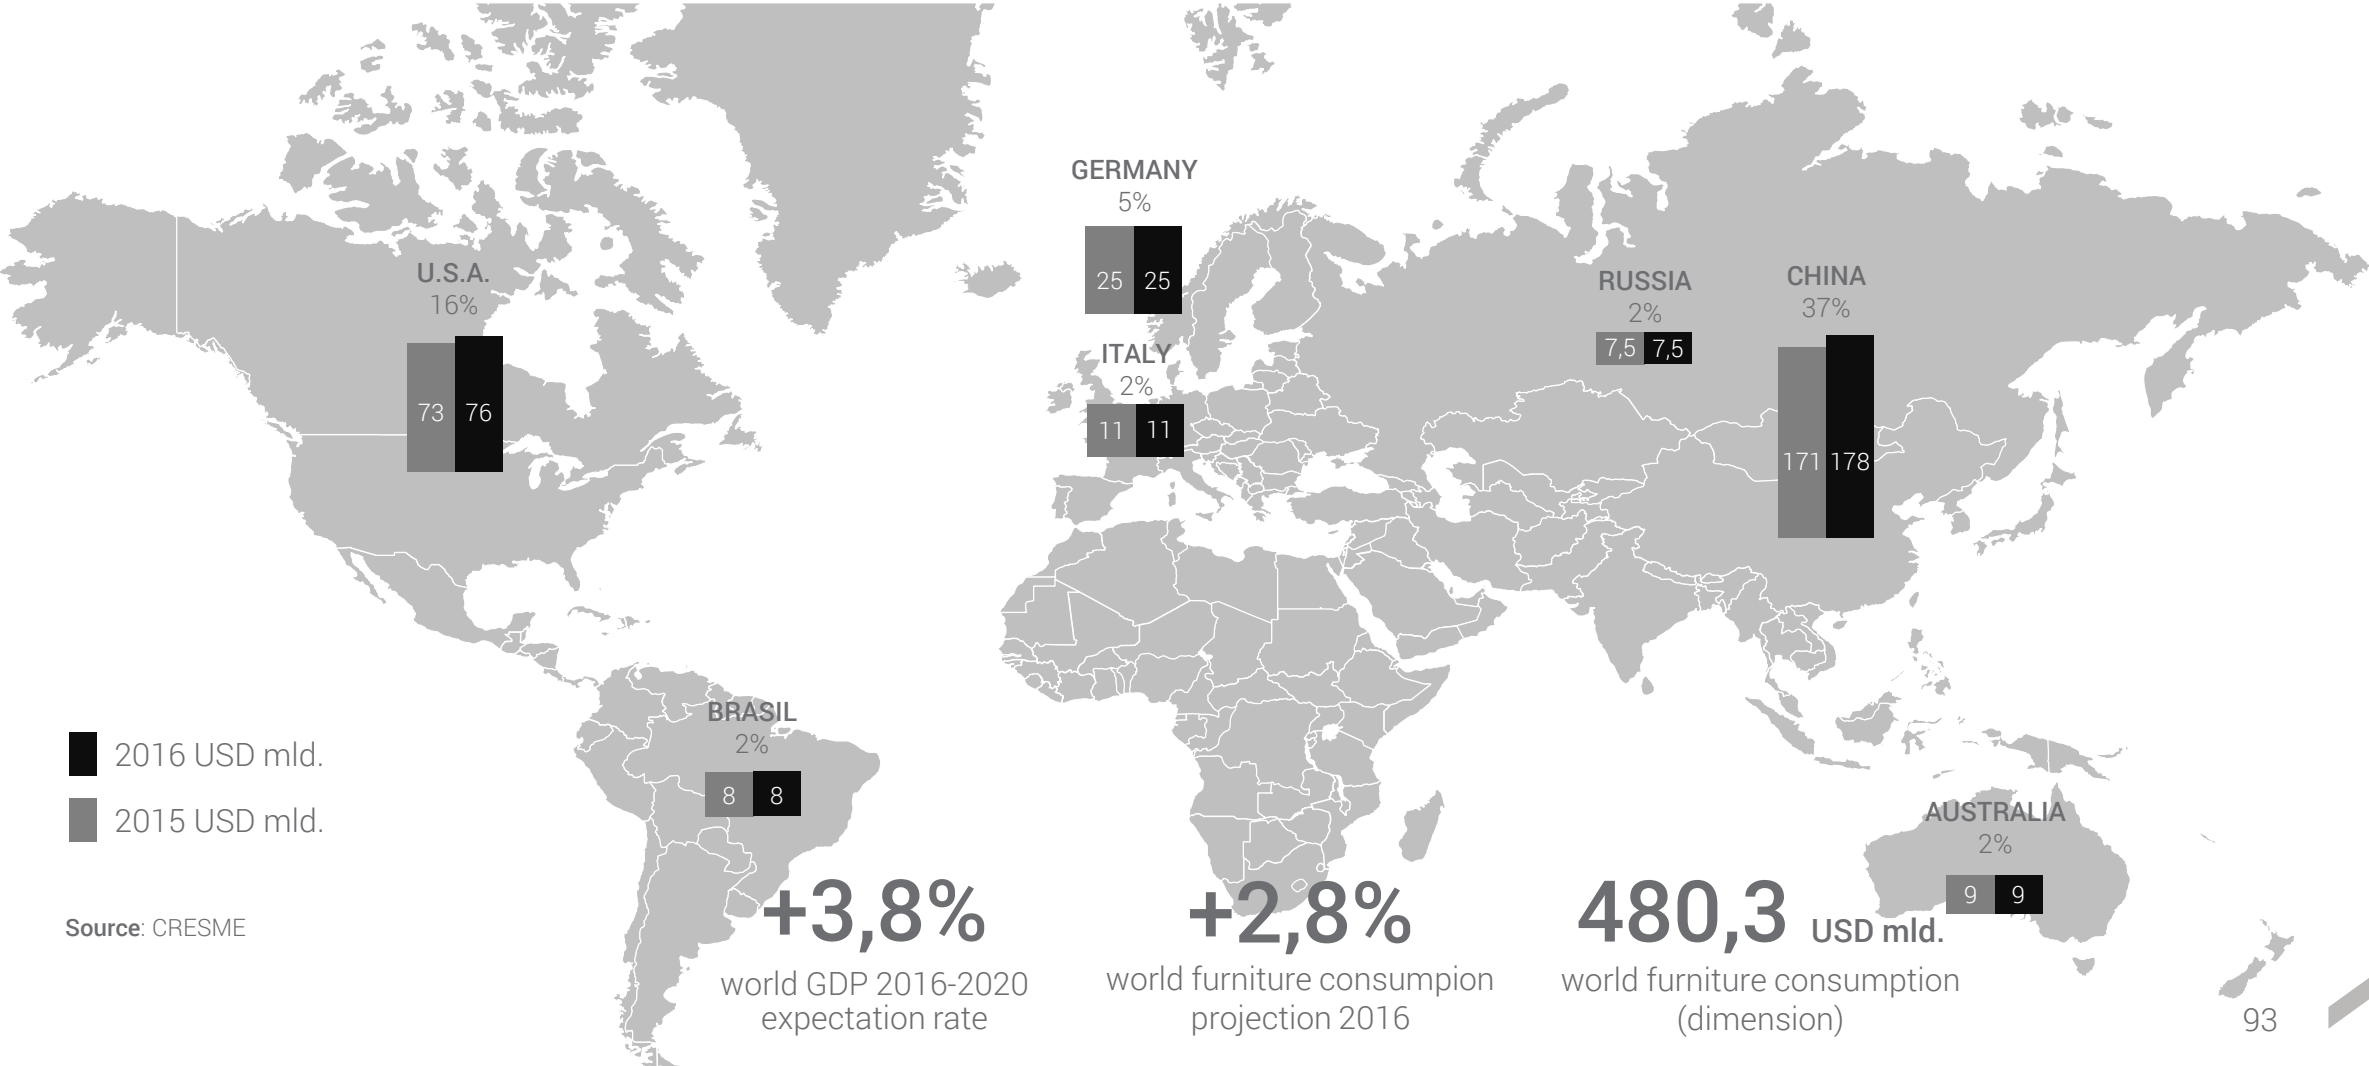 GERMANY
5%
25 25
U.S.A.
16%
73 76
RUSSIA
2%
7,5 7,5
CHINA
37%
171 178
ITALY
2%
11 11
BRASIL
2%
8 8
AUSTRALIA
2%
9 9
2016 USD mld.
2015 USD mld.
Source: CRESME
+3,8%
world GDP 2016-2020
expectation rate
+2,8%
world furniture consumpion
projection 2016
480,3 USD mld.
world furniture consumption
(dimension)
93